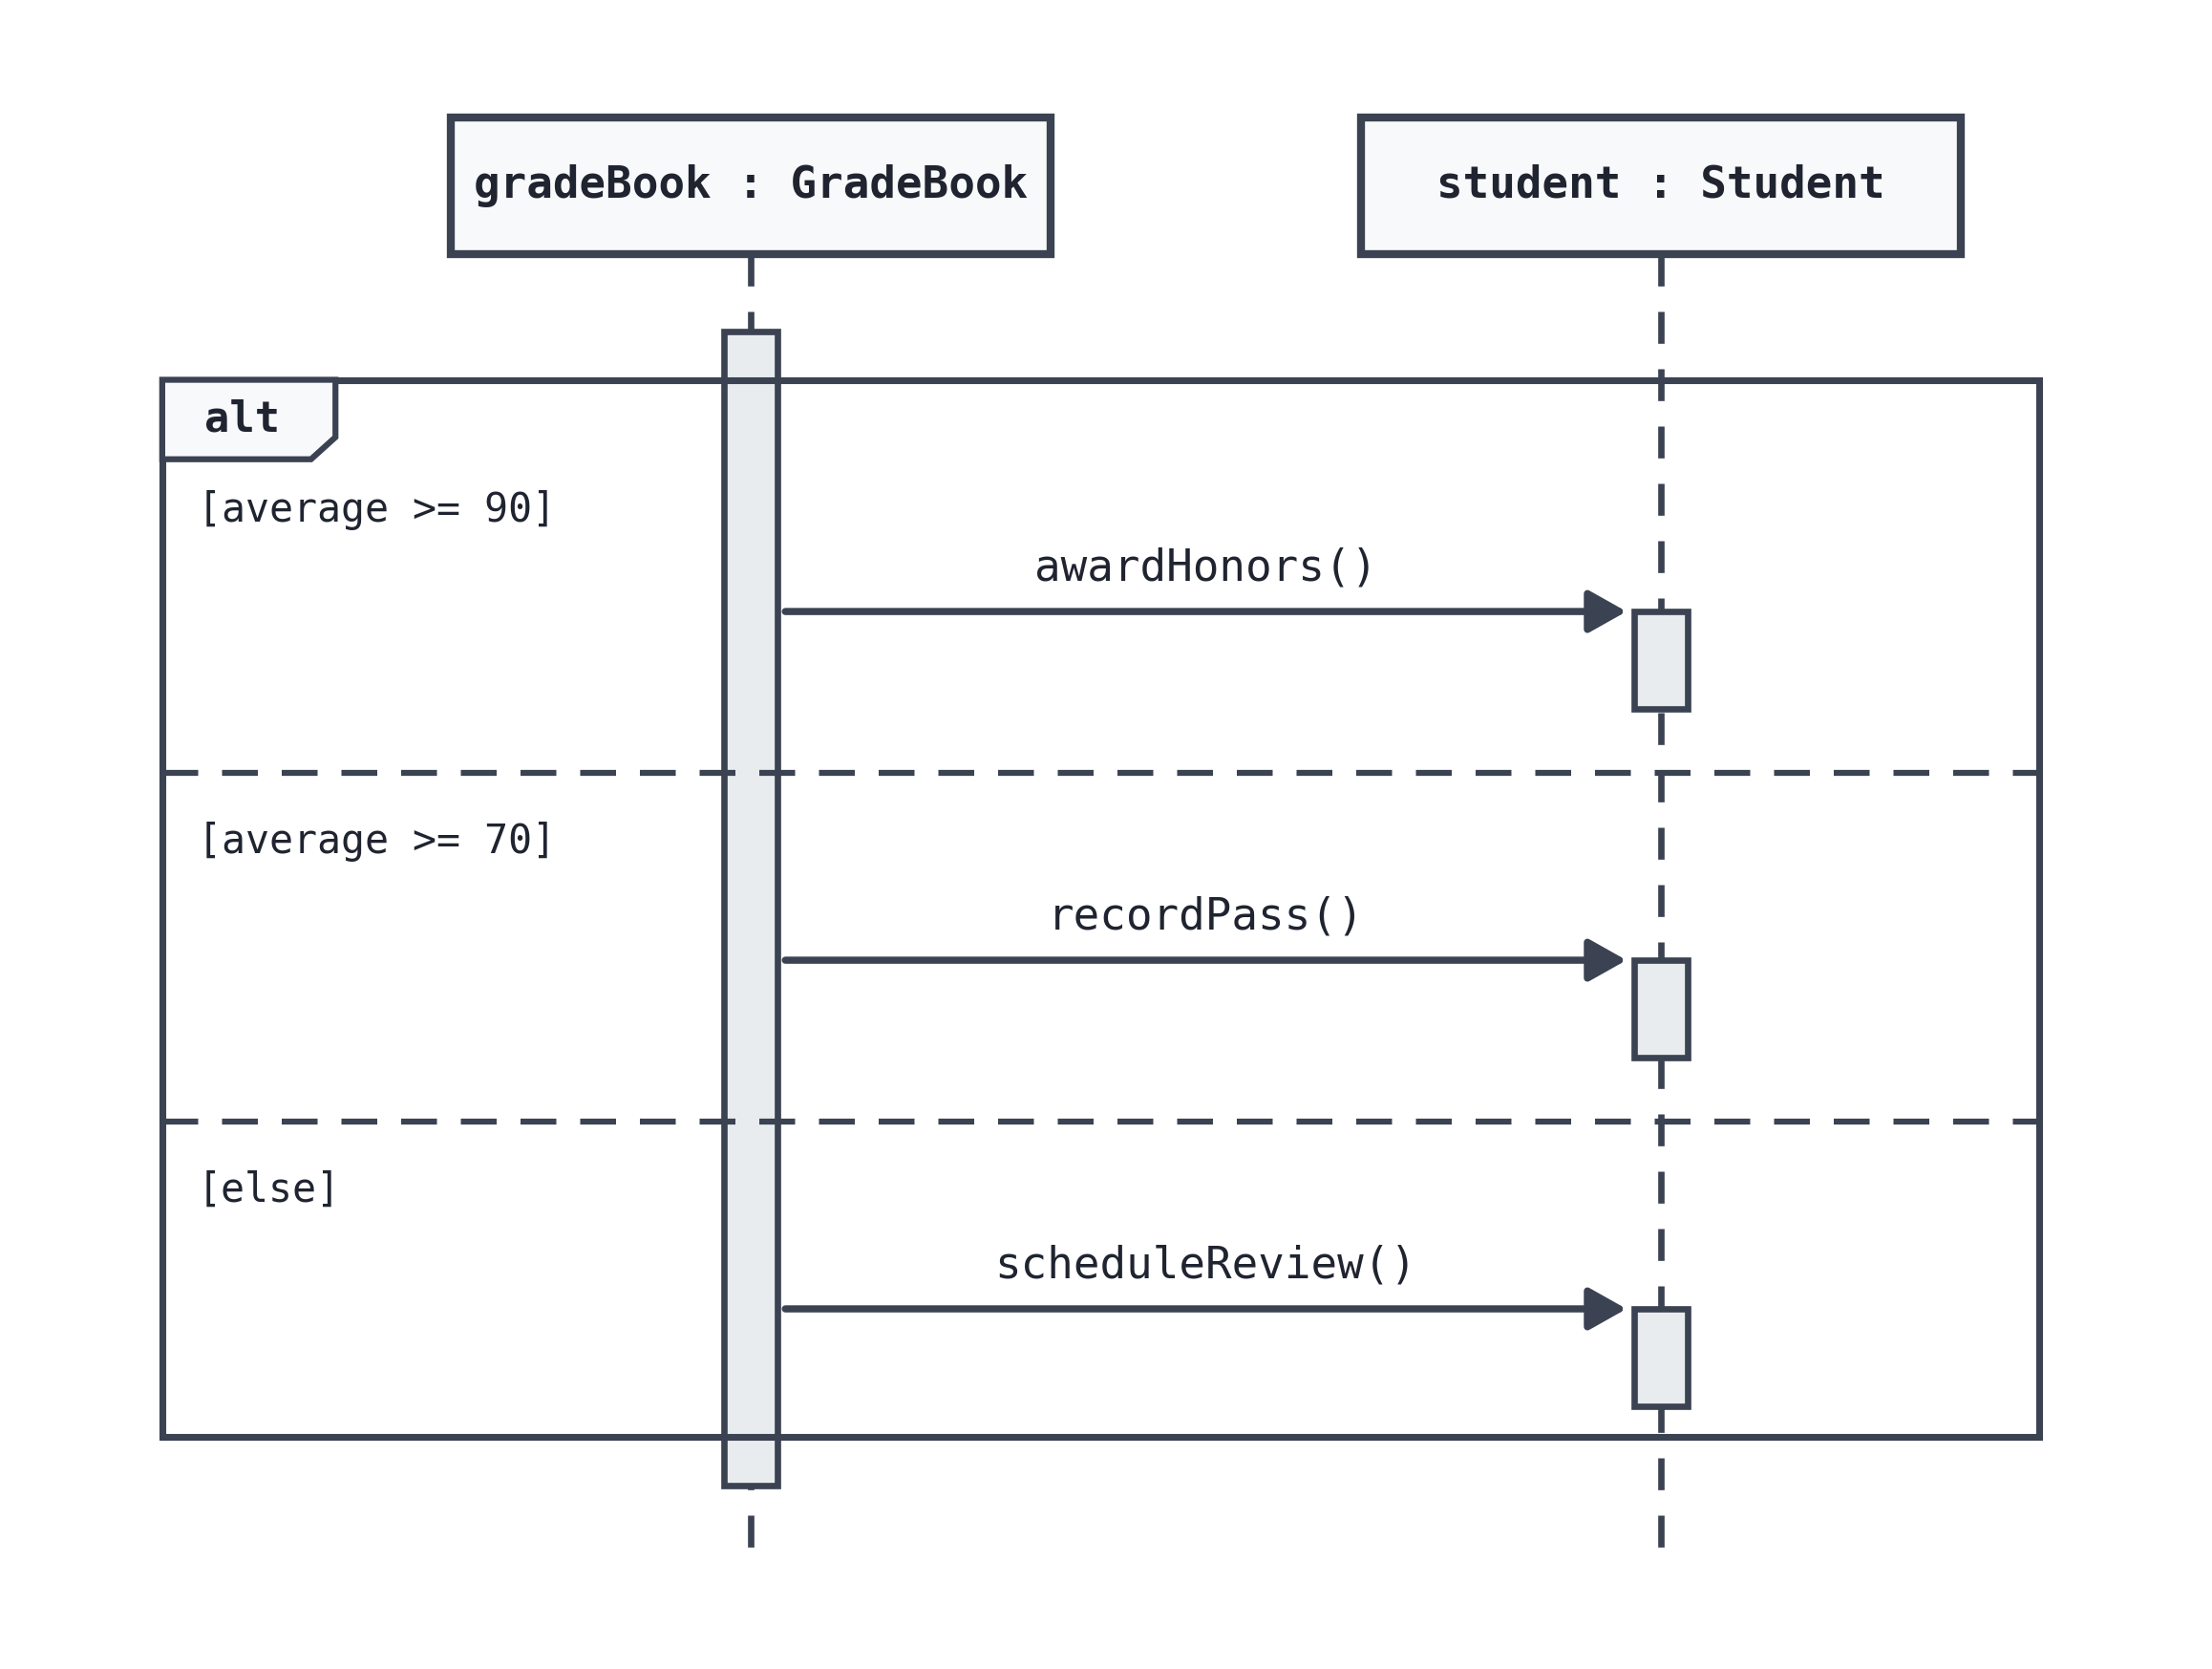 gradeBook : GradeBook
student : Student
alt
[average >= 90]
awardHonors()
[average >= 70]
recordPass()
[else]
scheduleReview()